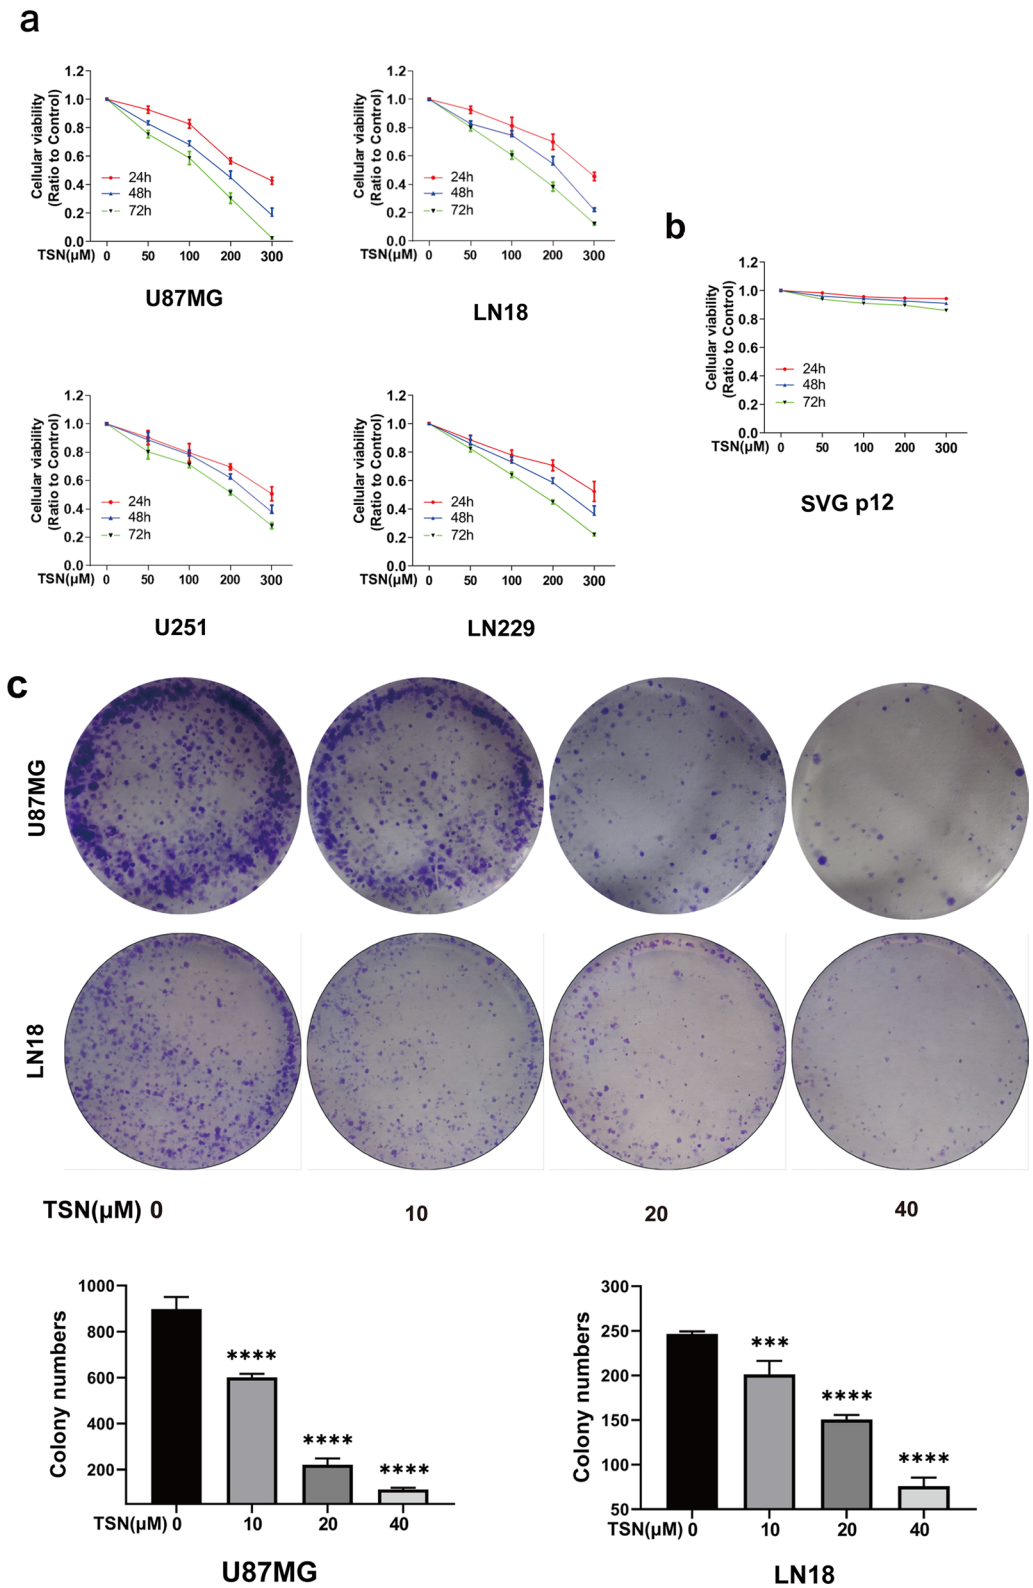 a
1.2
1.0
0.8
0.6
0.4
0.2
0.0
Cellular viability
(Ratio to Control)
24h
48h
72h
TSN(μM) 0 50 100 200 300
U87MG
1.2
1.0
0.8
0.6
0.4
0.2
0.0
Cellular viability
(Ratio to Control)
24h
48h
72h
TSN(μM) 0 50 100 200 300
LN18
b
1.2
1.0
0.8
0.6
0.4
0.2
0.0
Cellular viability
(Ratio to Control)
24h
48h
72h
TSN(μM) 0 50 100 200 300
SVG p12
1.2
1.0
0.8
0.6
0.4
0.2
0.0
Cellular viability
(Ratio to Control)
24h
48h
72h
TSN(μM) 0 50 100 200 300
U251
1.2
1.0
0.8
0.6
0.4
0.2
0.0
Cellular viability
(Ratio to Control)
24h
48h
72h
TSN(μM) 0 50 100 200 300
LN229
c
U87MG
LN18
TSN(μM) 0 10 20 40
1000
800
600
400
200
Colony numbers
****
****
****
TSN(μM) 0 10 20 40
U87MG
300
250
200
150
100
50
Colony numbers
***
****
****
TSN(μM) 0 10 20 40
LN18